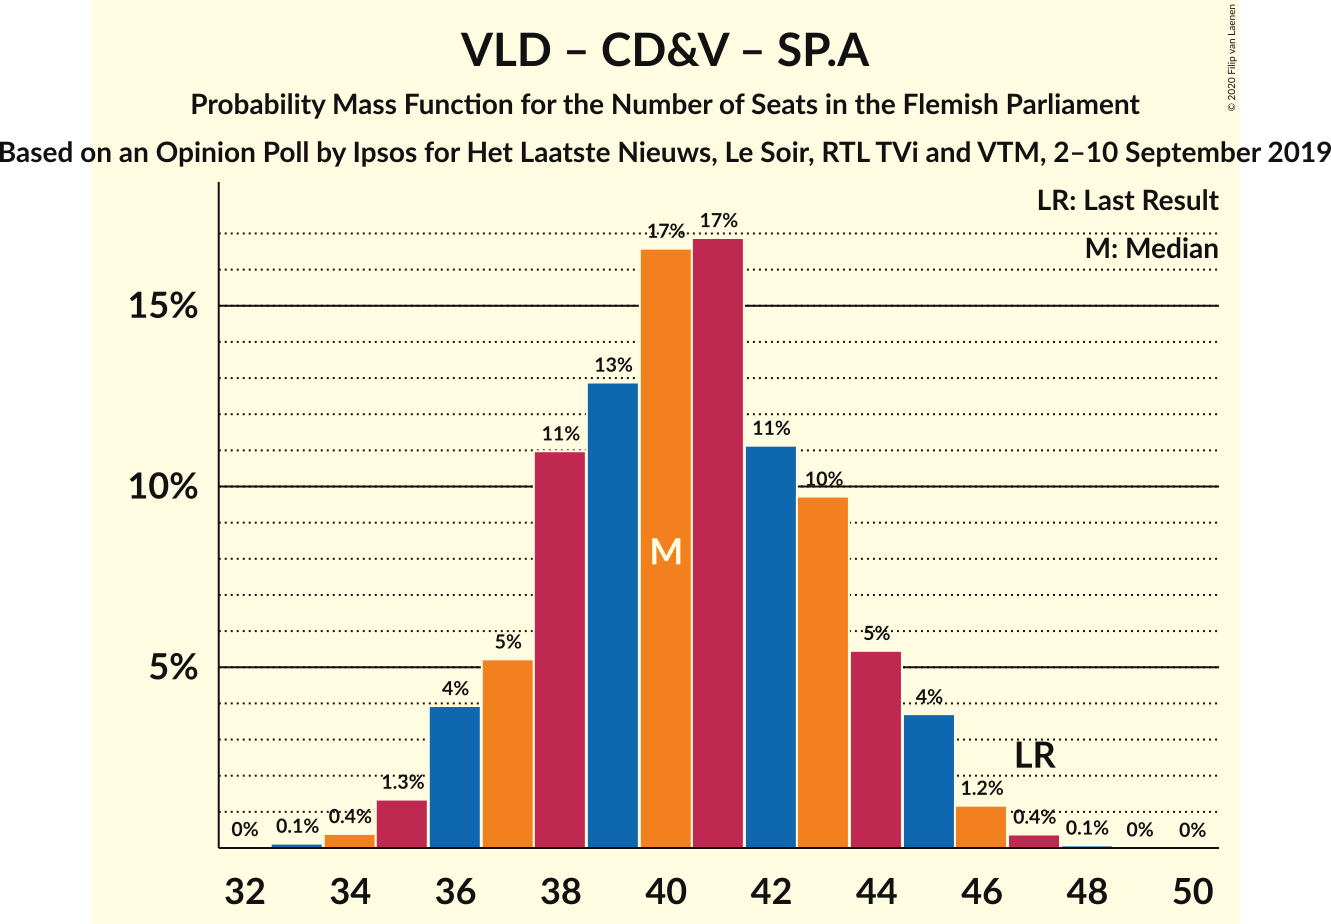 VLD – CD&V – SP.A
Probability Mass Function for the Number of Seats in the Flemish Parliament
Based on an Opinion Poll by Ipsos for Het Laatste Nieuws, Le Soir, RTL TVi and VTM, 2–10 September 2019
© 2020 Filip van Laenen
LR: Last Result
M: Median
15%
10%
5%
0%
0.1%
0.4%
1.3%
4%
5%
11%
13%
17%
17%
11%
10%
5%
4%
1.2%
0.4%
0.1%
0%
0%
M
LR
32 34 36 38 40 42 44 46 48 50